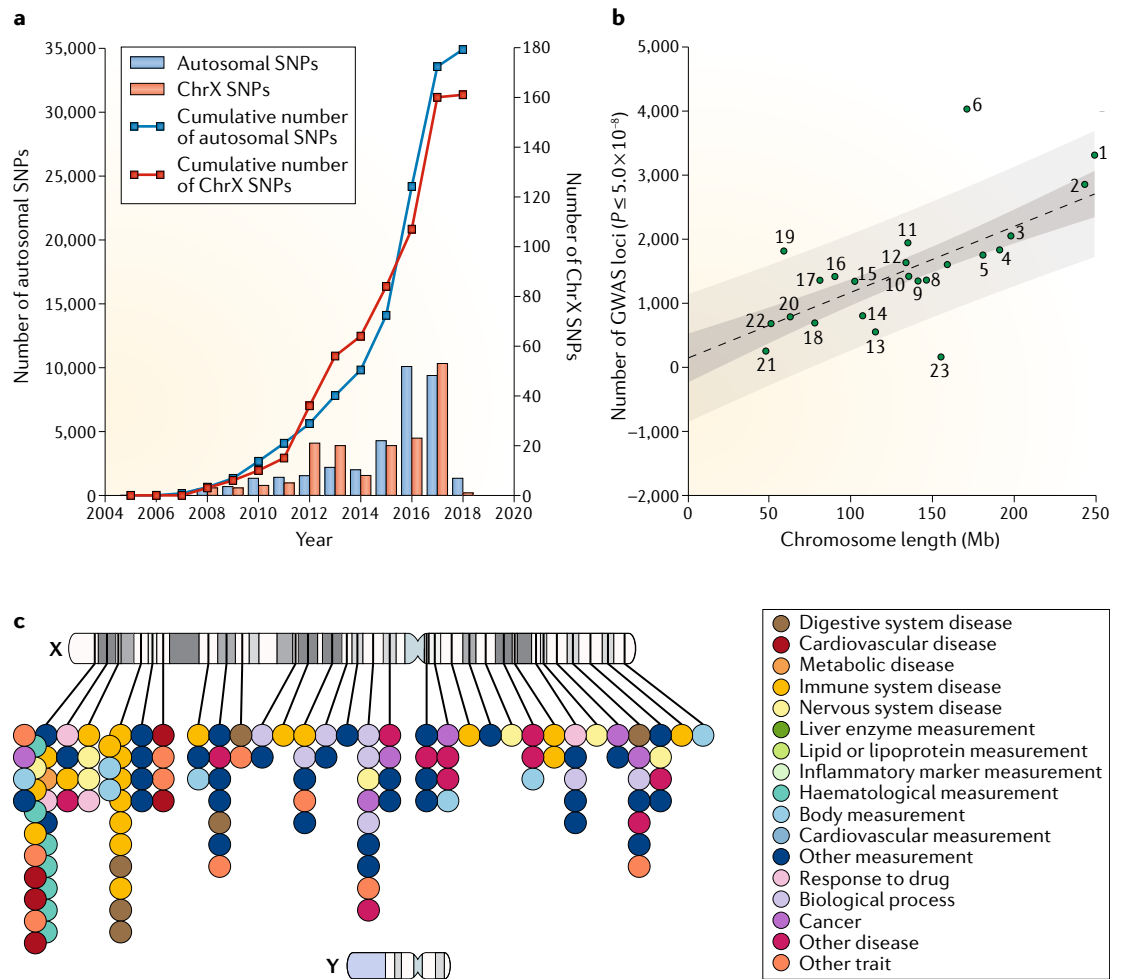 a
35,000
30,000
25,000
20,000
15,000
10,000
5,000
0
Number of autosomal SNPs
180
160
140
120
100
80
60
40
20
0
Number of ChrX SNPs
Autosomal SNPs
ChrX SNPs
Cumulative number
of autosomal SNPs
Cumulative number
of ChrX SNPs
2004 2006 2008 2010 2012 2014 2016 2018 2020
Year
b
5,000
4,000
3,000
2,000
1,000
0
−1,000
−2,000
Number of GWAS loci (P ≤ 5.0 × 10⁻⁸)
6
1
2
3
4
5
11
12
10
9
8
19
17
16
15
20
22
18
14
13
21
23
0 50 100 150 200 250
Chromosome length (Mb)
c
X
Y
Digestive system disease
Cardiovascular disease
Metabolic disease
Immune system disease
Nervous system disease
Liver enzyme measurement
Lipid or lipoprotein measurement
Inflammatory marker measurement
Haematological measurement
Body measurement
Cardiovascular measurement
Other measurement
Response to drug
Biological process
Cancer
Other disease
Other trait